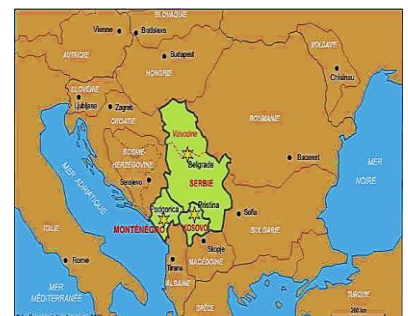 SLOVAQUIE
Vienne
Bratislava
AUTRICHE
Budapest
MOLDAVIE
HONGRIE
Chisinau
SLOVÉNIE
Ljubljana
Zagreb
CROATIE
Voïvodine
ROUMANIE
BOSNIE-
HERZÉGOVINE
Belgrade
Bucarest
MER
NOIRE
Sarajevo
SERBIE
MER ADRIATIQUE
Podgorica
Pristina
Sofia
ITALIE
MONTÉNÉGRO
KOSOVO
BULGARIE
Skopje
Rome
Tirana
MACÉDOINE
ALBANIE
MER
MÉDITERRANÉE
TURQUIE
GRÈCE
200 km